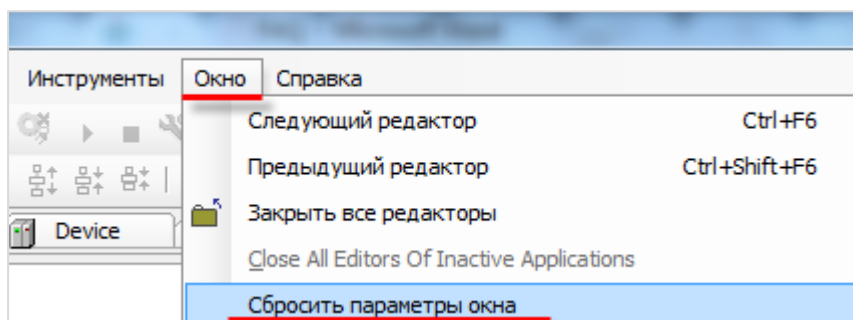 Инструменты Окно Справка
Следующий редактор Ctrl+F6
Предыдущий редактор Ctrl+Shift+F6
Закрыть все редакторы
Device
Close All Editors Of Inactive Applications
Сбросить параметры окна